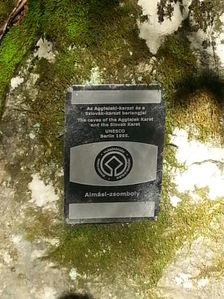 Az Aggteleki-karszt és a
Szlovák-karszt barlangjai
The caves of the Aggtelek Karst
and the Slovak Karst
UNESCO
Berlin 1995.
Almási-zsomboly